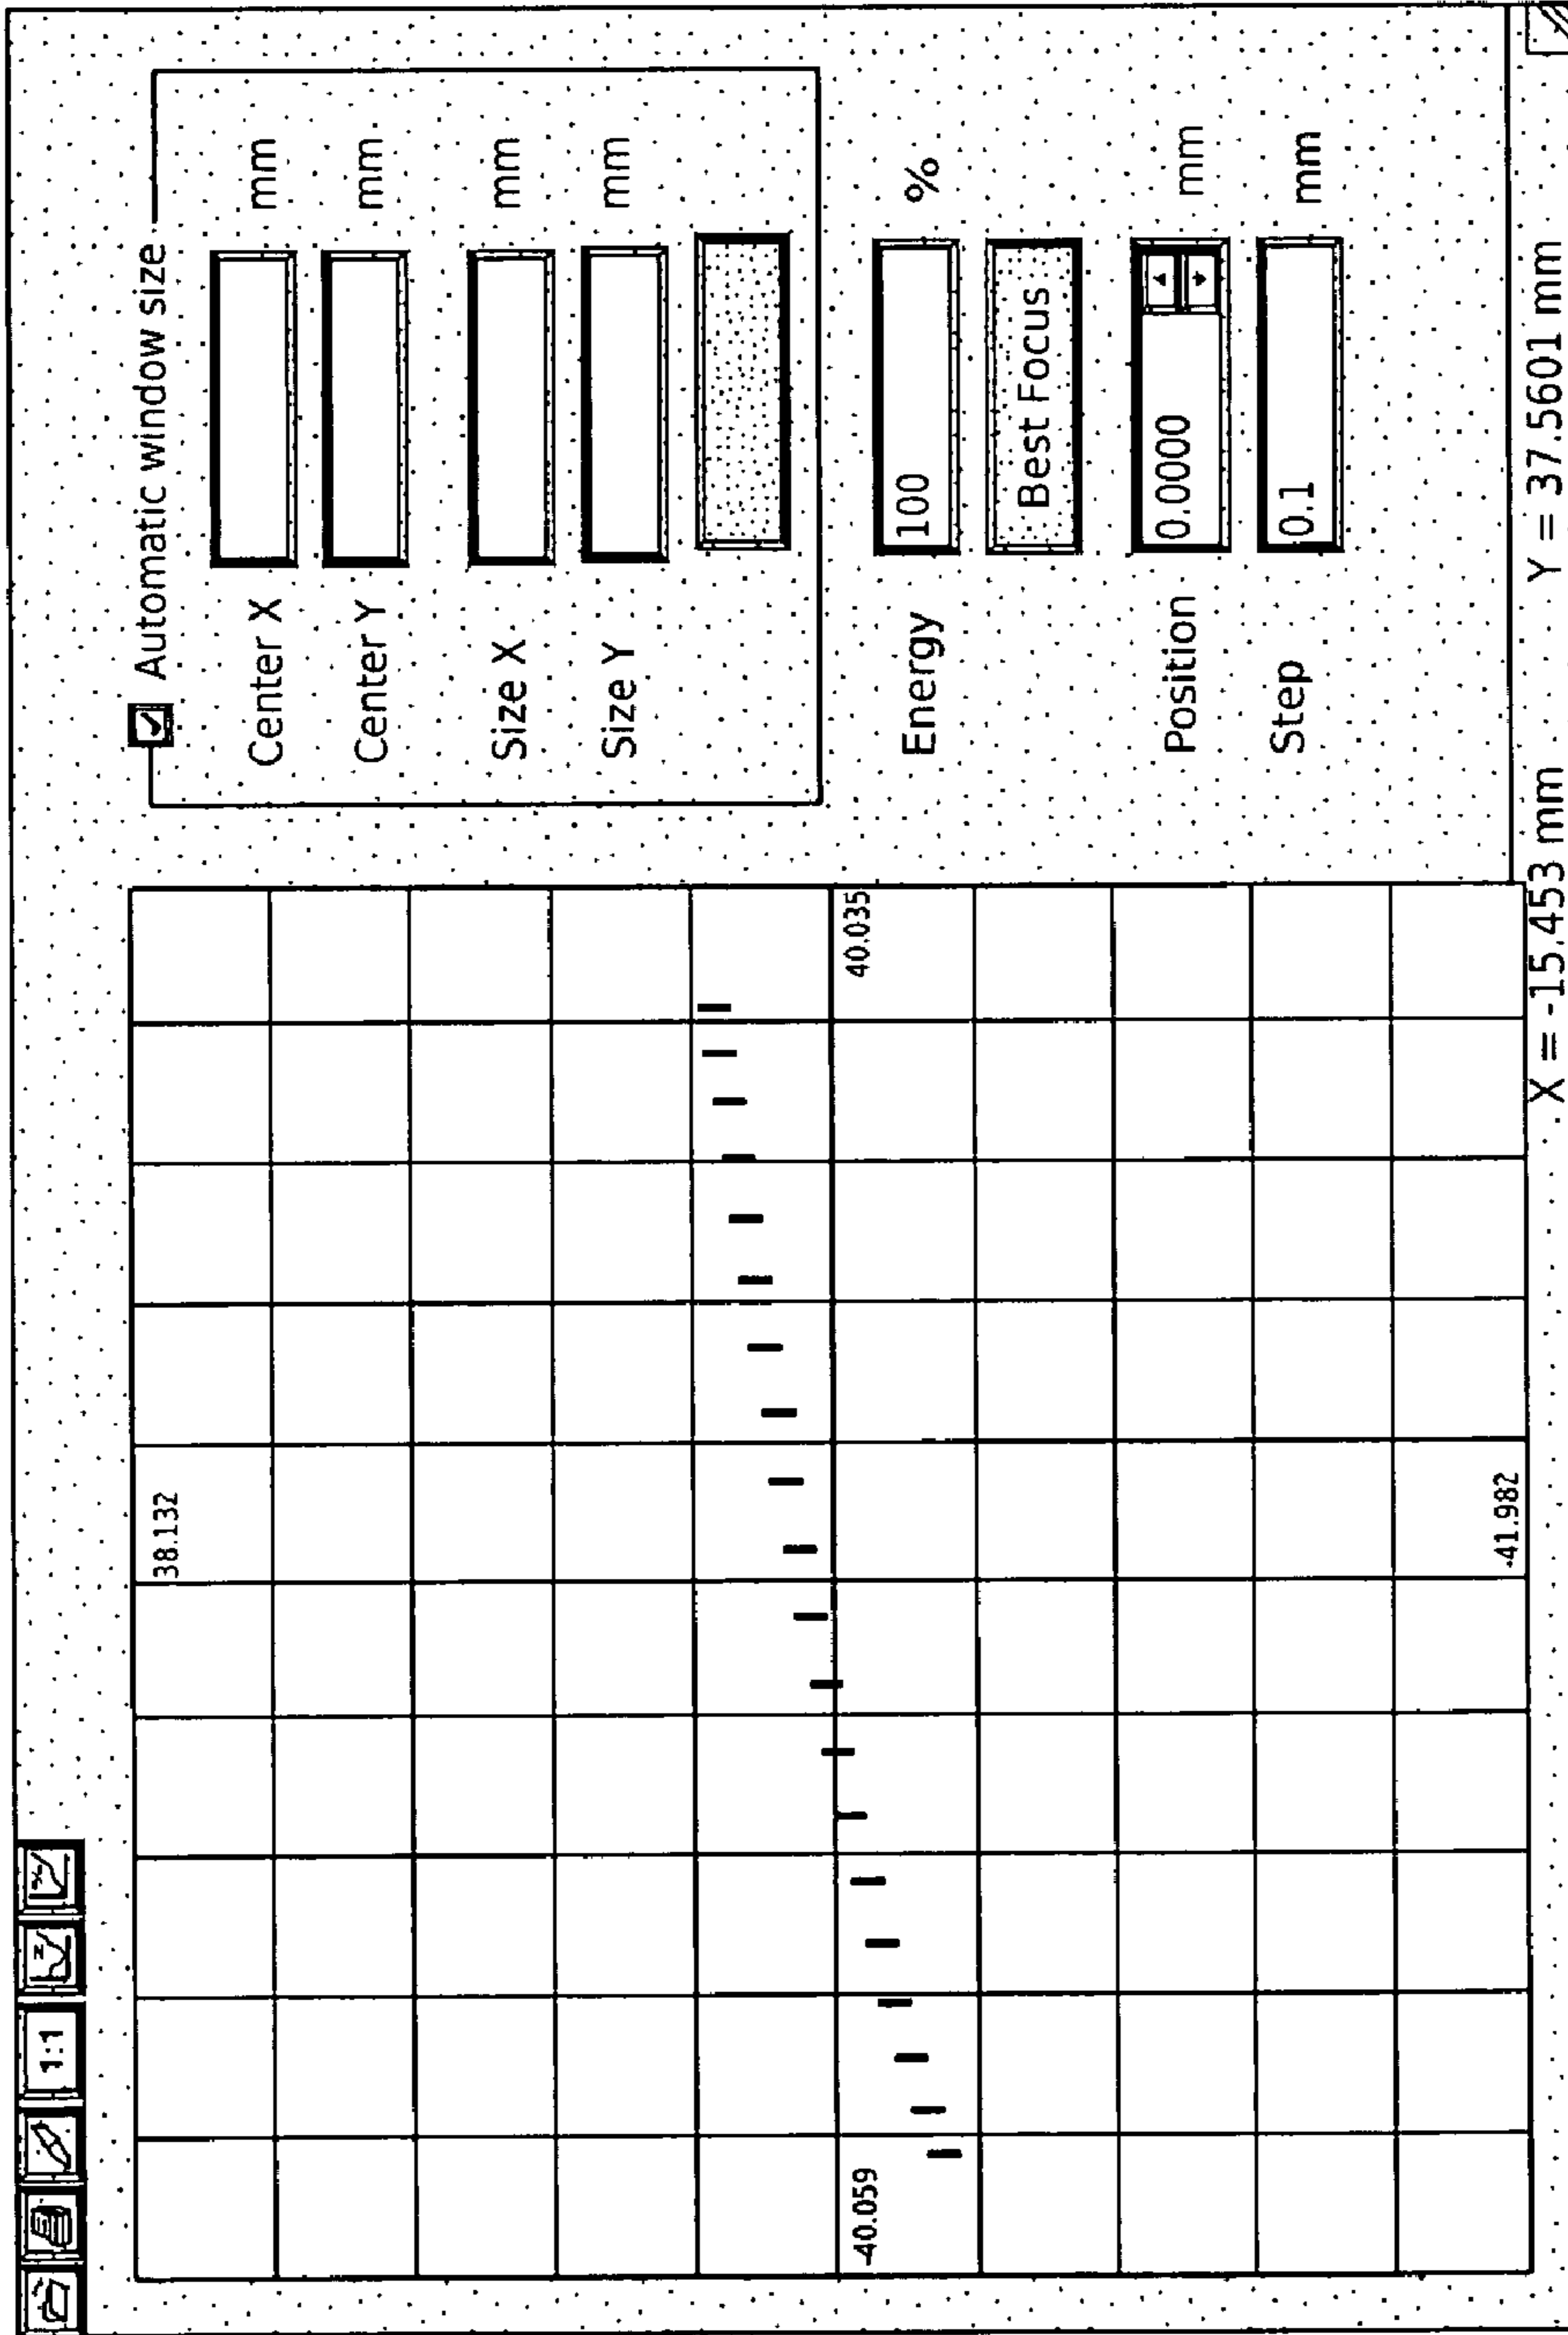 1:1
Automatic window size
Center X mm
Center Y mm
Size X mm
Size Y mm
Energy 100 %
Best Focus
Position 0.0000 mm
Step 0.1 mm
38.132
-40.059
40.035
-41.982
X = -15.453 mm Y = 37.5601 mm